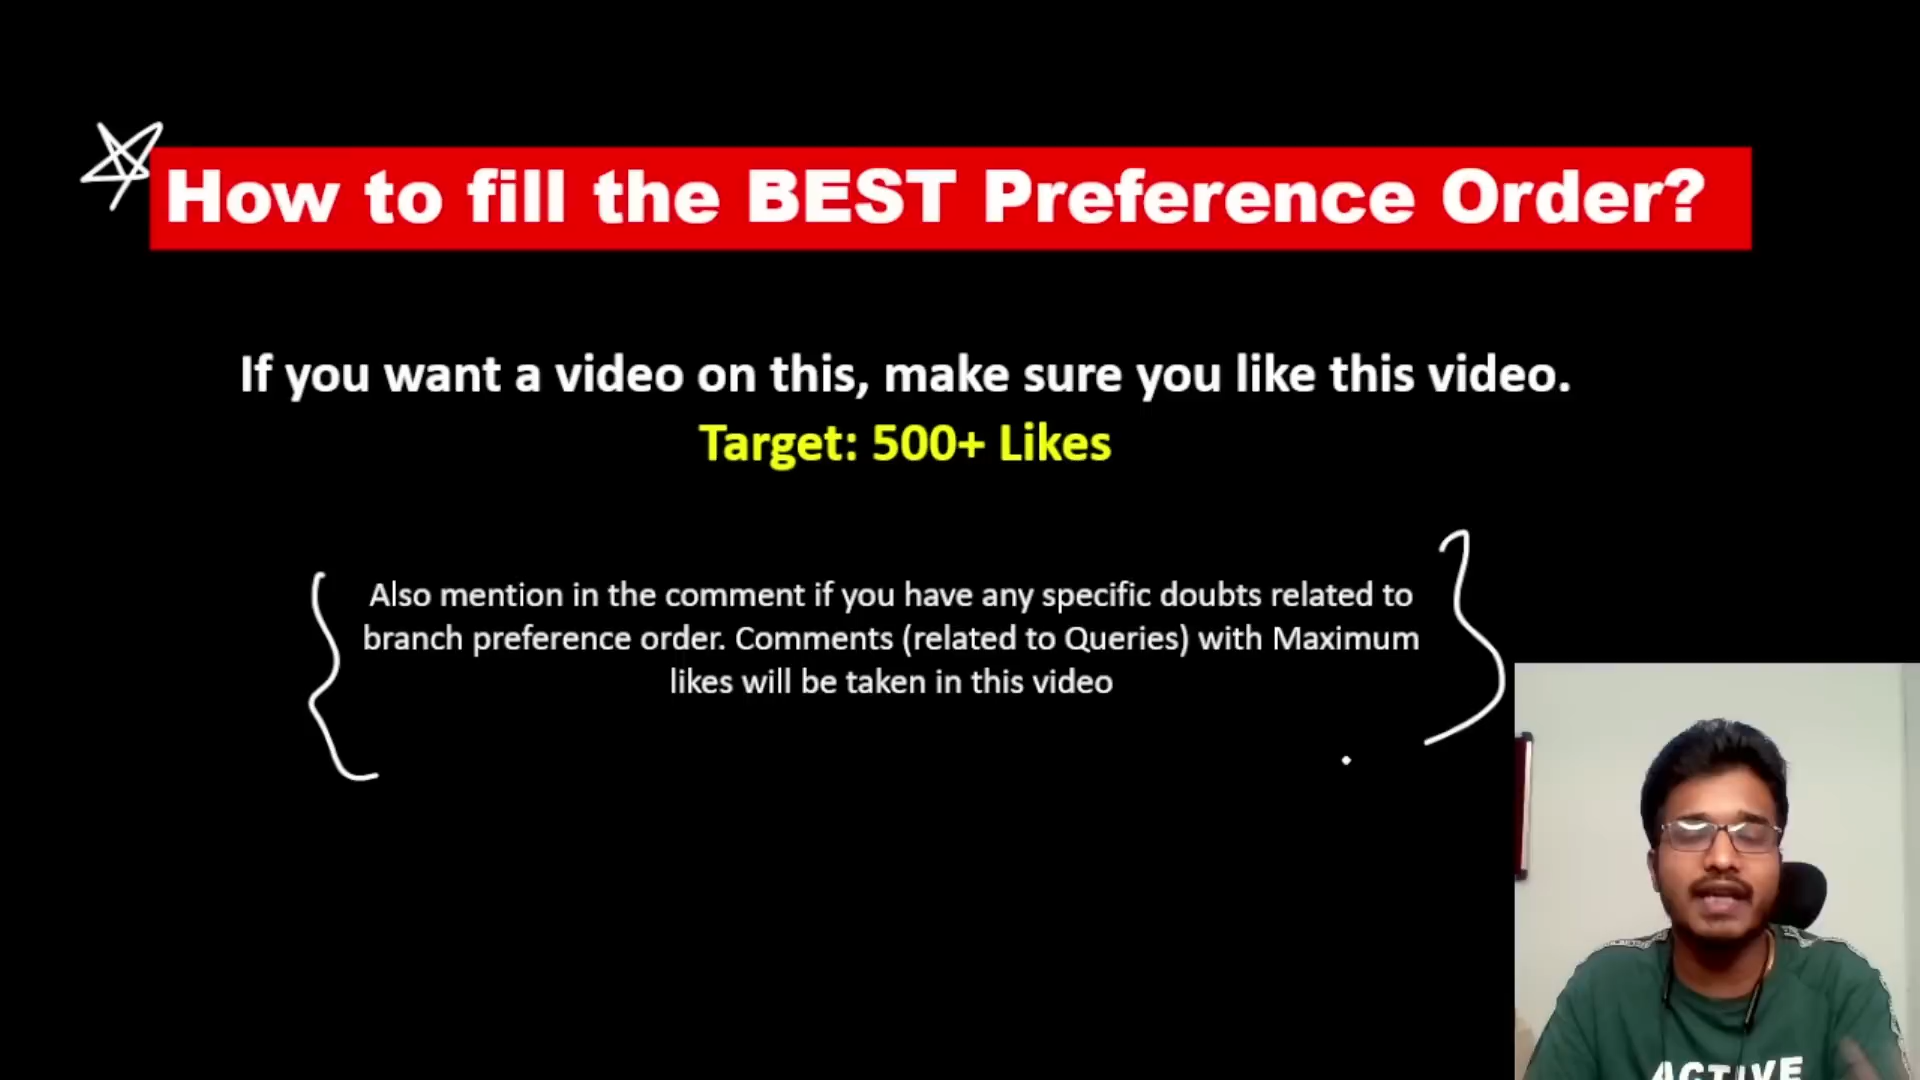 How to fill the BEST Preference Order?
If you want a video on this, make sure you like this video.
Target: 500+ Likes
Also mention in the comment if you have any specific doubts related to
branch preference order. Comments (related to Queries) with Maximum
likes will be taken in this video
ACTIVE